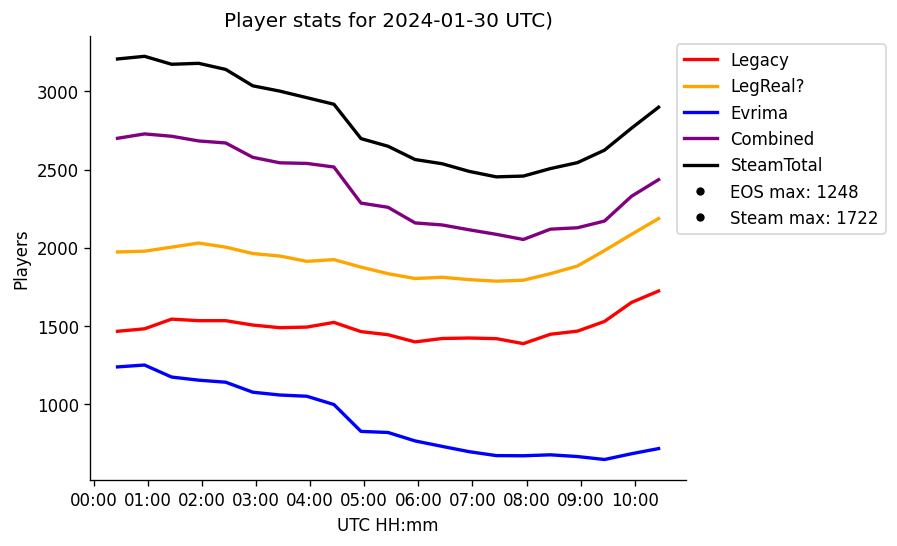 Player stats for 2024-01-30 UTC)
Players
3000
2500
2000
1500
1000
00:00 01:00 02:00 03:00 04:00 05:00 06:00 07:00 08:00 09:00 10:00
UTC HH:mm
Legacy
LegReal?
Evrima
Combined
SteamTotal
EOS max: 1248
Steam max: 1722